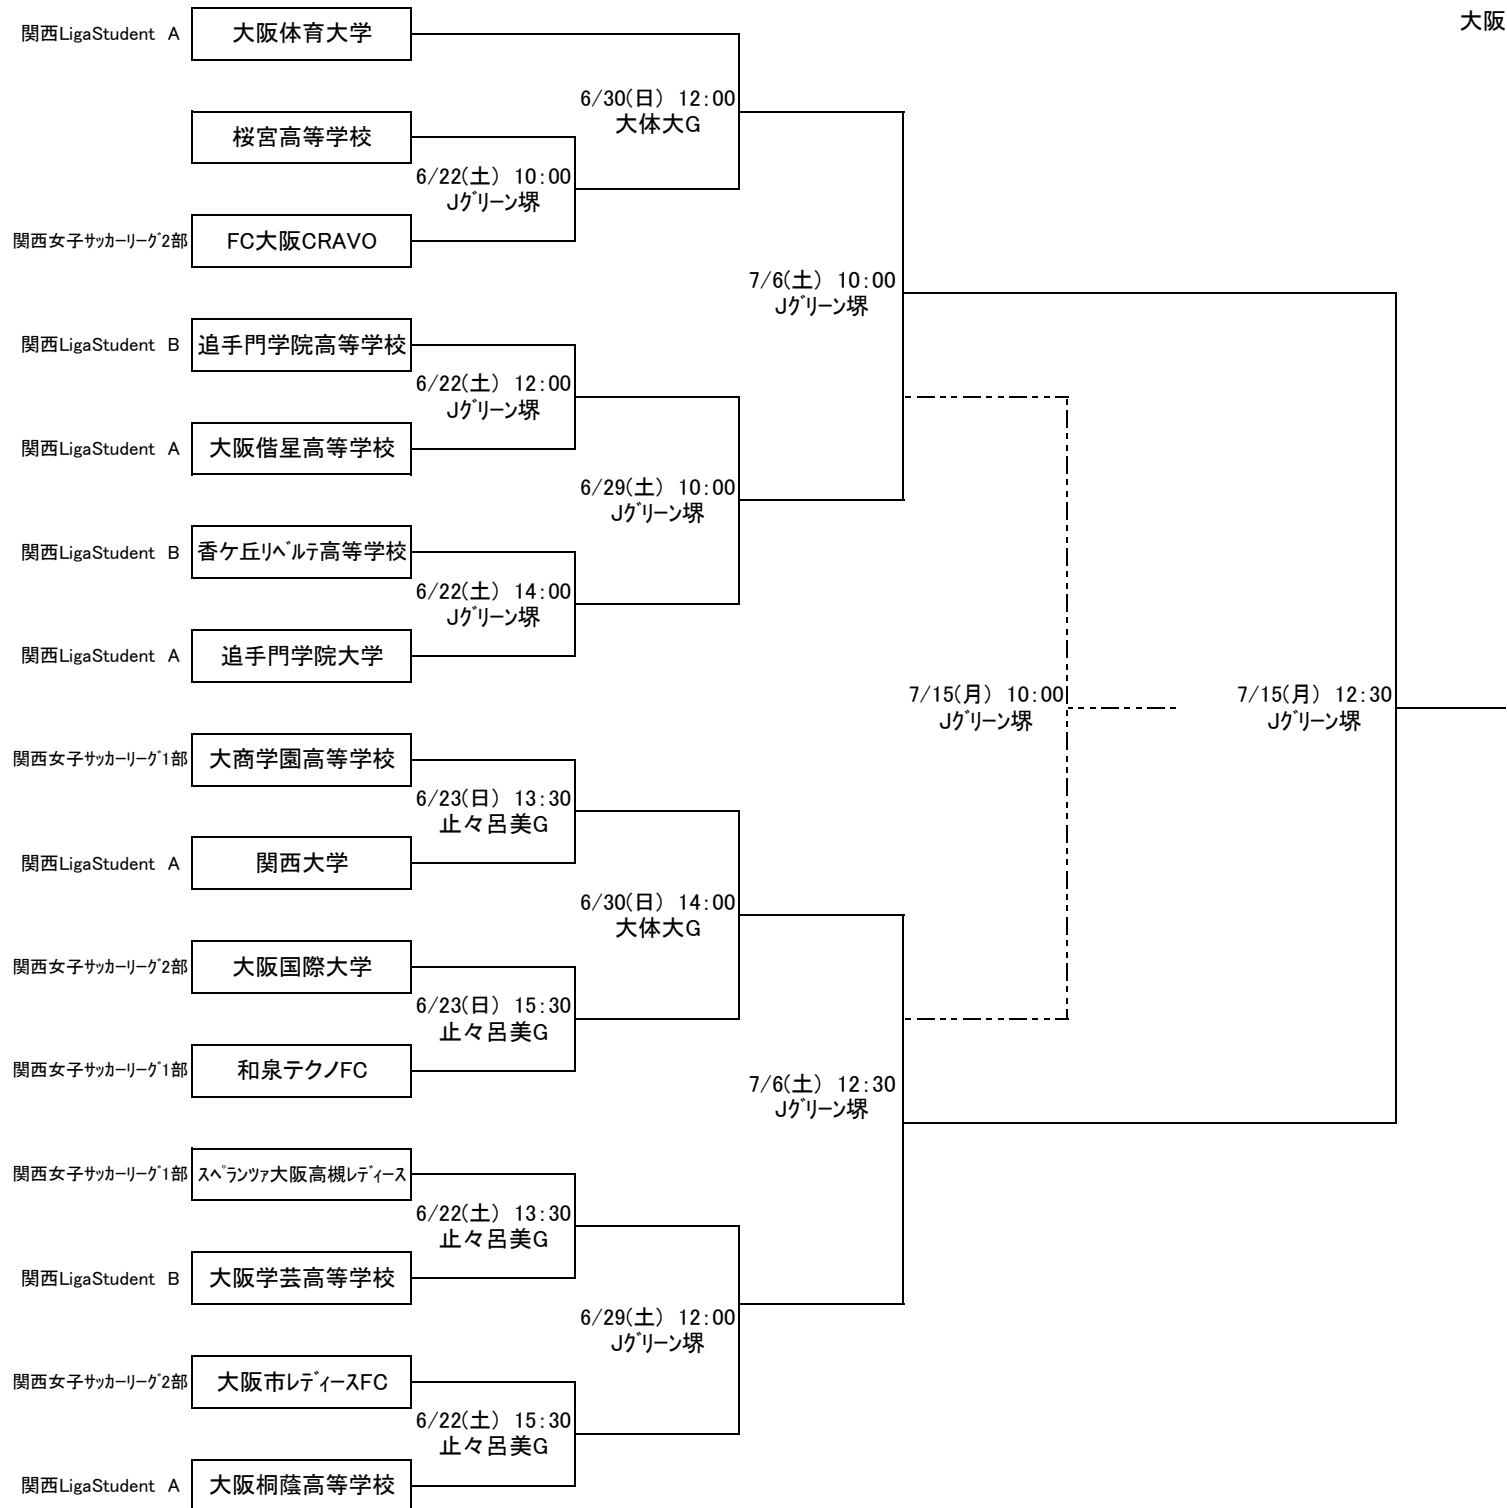 大阪
関西LigaStudent A 大阪体育大学
6/30(日) 12:00
大体大G
桜宮高等学校
6/22(土) 10:00
Jｸﾞﾘｰﾝ堺
関西女子ｻｯｶｰﾘｰｸﾞ2部 FC大阪CRAVO
7/6(土) 10:00
Jｸﾞﾘｰﾝ堺
関西LigaStudent B 追手門学院高等学校
6/22(土) 12:00
Jｸﾞﾘｰﾝ堺
関西LigaStudent A 大阪偕星高等学校
6/29(土) 10:00
Jｸﾞﾘｰﾝ堺
関西LigaStudent B 香ケ丘ﾘﾍﾞﾙﾃ高等学校
6/22(土) 14:00
Jｸﾞﾘｰﾝ堺
関西LigaStudent A 追手門学院大学
7/15(月) 10:00
Jｸﾞﾘｰﾝ堺
7/15(月) 12:30
Jｸﾞﾘｰﾝ堺
関西女子ｻｯｶｰﾘｰｸﾞ1部 大商学園高等学校
6/23(日) 13:30
止々呂美G
関西LigaStudent A 関西大学
6/30(日) 14:00
大体大G
関西女子ｻｯｶｰﾘｰｸﾞ2部 大阪国際大学
6/23(日) 15:30
止々呂美G
関西女子ｻｯｶｰﾘｰｸﾞ1部 和泉テクノFC
7/6(土) 12:30
Jｸﾞﾘｰﾝ堺
関西女子ｻｯｶｰﾘｰｸﾞ1部 ｽﾍﾟﾗﾝﾂｧ大阪高槻ﾚﾃﾞｨｰｽ
6/22(土) 13:30
止々呂美G
関西LigaStudent B 大阪学芸高等学校
6/29(土) 12:00
Jｸﾞﾘｰﾝ堺
関西女子ｻｯｶｰﾘｰｸﾞ2部 大阪市ﾚﾃﾞｨｰｽFC
6/22(土) 15:30
止々呂美G
関西LigaStudent A 大阪桐蔭高等学校